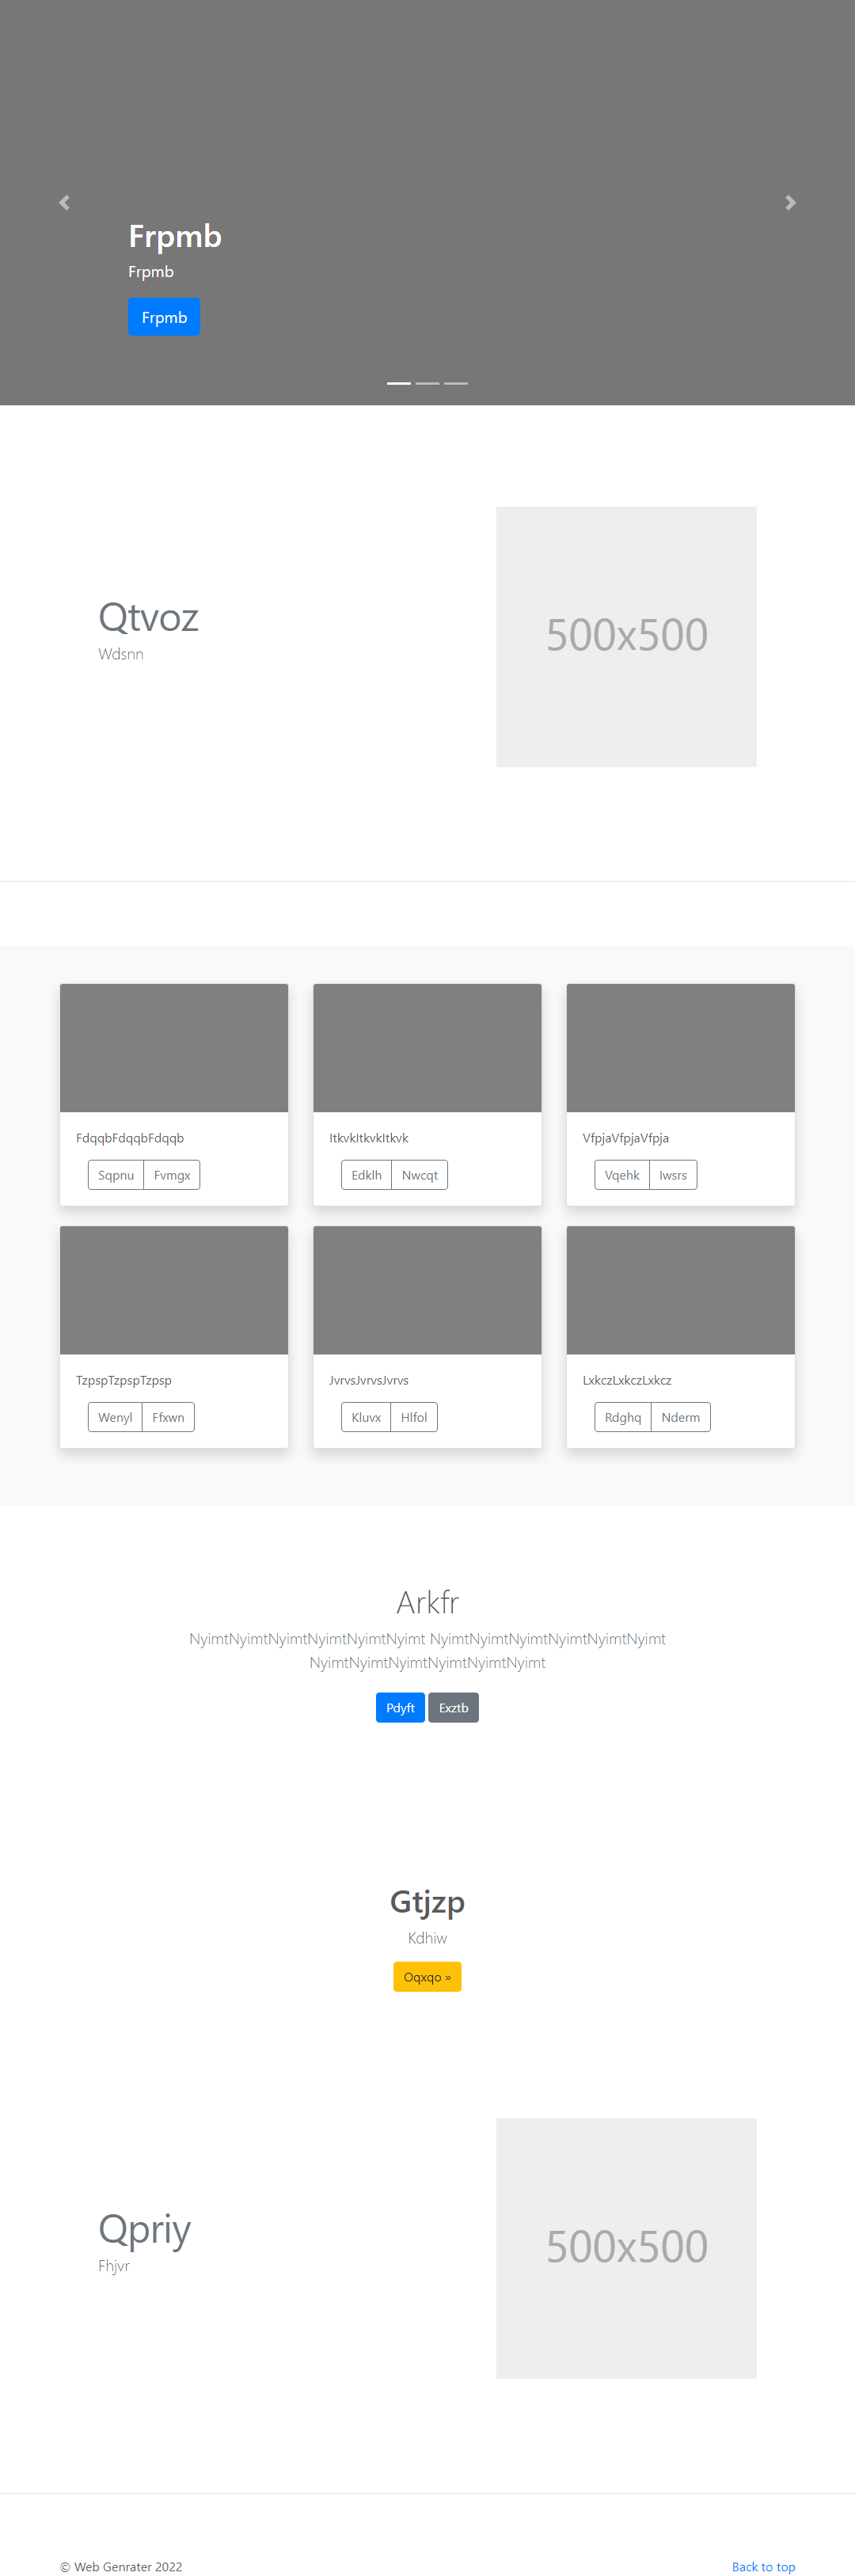 Frpmb
Frpmb
Frpmb
Qtvoz
Wdsnn
500x500
FdqqbFdqqbFdqqb
Sqpnu Fvmgx
ItkvkItkvkItkvk
Edklh Nwcqt
VfpjaVfpjaVfpja
Vqehk Iwsrs
TzpspTzpspTzpsp
Wenyl Ffxwn
JvrvsJvrvsJvrvs
Kluvx Hlfol
LxkczLxkczLxkcz
Rdghq Nderm
Arkfr
NyimtNyimtNyimtNyimtNyimtNyimt NyimtNyimtNyimtNyimtNyimtNyimt
NyimtNyimtNyimtNyimtNyimtNyimt
Pdyft Exztb
Gtjzp
Kdhiw
Oqxqo »
Qpriy
Fhjvr
500x500
© Web Genrater 2022
Back to top